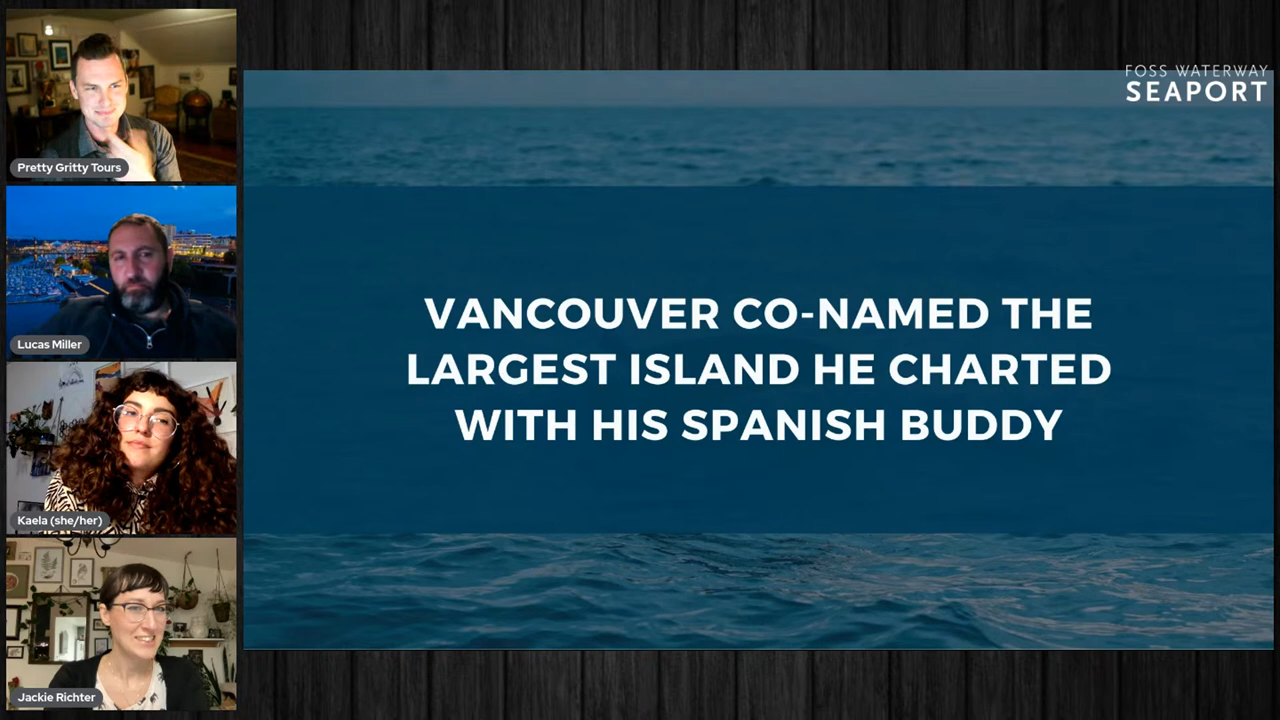 Pretty Gritty Tours
Lucas Miller
Kaela (she/her)
Jackie Richter
FOSS WATERWAY
SEAPORT
VANCOUVER CO-NAMED THE
LARGEST ISLAND HE CHARTED
WITH HIS SPANISH BUDDY